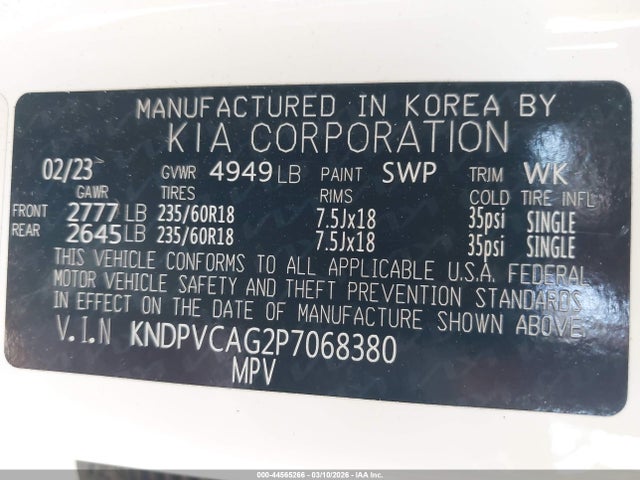 MANUFACTURED IN KOREA BY
KIA CORPORATION
02/23 GVWR 4949 LB PAINT SWP TRIM WK
GAWR TIRES RIMS COLD TIRE INFL
FRONT 2777 LB 235/60R18 7.5Jx18 35psi SINGLE
REAR 2645 LB 235/60R18 7.5Jx18 35psi SINGLE
THIS VEHICLE CONFORMS TO ALL APPLICABLE U.S.A. FEDERAL
MOTOR VEHICLE SAFETY AND THEFT PREVENTION STANDARDS
IN EFFECT ON THE DATE OF MANUFACTURE SHOWN ABOVE.
V.I.N KNDPVCAG2P7068380
MPV
000-44565266 - 03/10/2026 - IAA Inc.